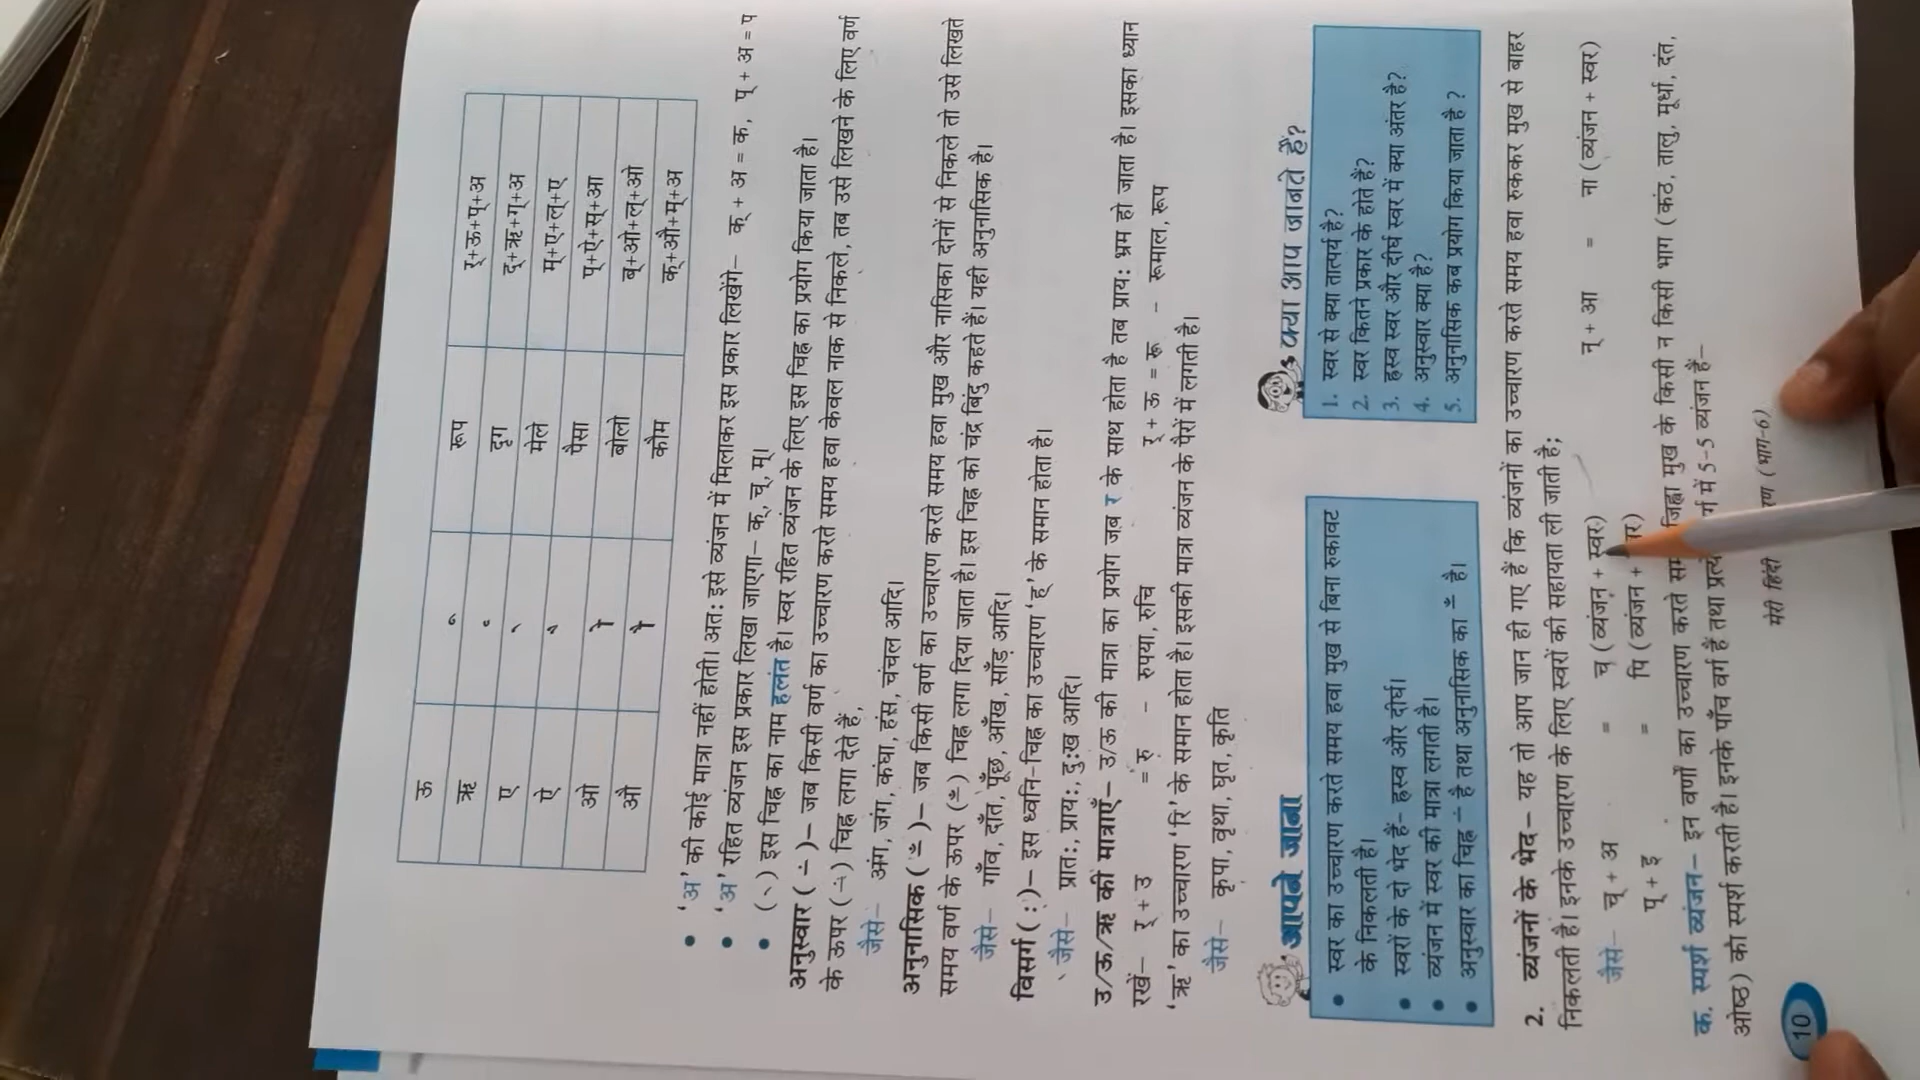 ऊ ू रूप र्+ऊ+प्+अ
ऋ ृ दृग द्+ऋ+ग्+अ
ए े मेले म्+ए+ल्+ए
ऐ ै पैसा प्+ऐ+स्+आ
ओ ो बोलो ब्+ओ+ल्+ओ
औ ौ कौम क्+औ+म्+अ
• 'अ' की कोई मात्रा नहीं होती। अतः इसे व्यंजन में मिलाकर इस प्रकार लिखेंगे– क् + अ = क, प् + अ = प
• 'अ' रहित व्यंजन इस प्रकार लिखा जाएगा– क्, च्, म्।
• ( ् ) इस चिह्न का नाम हलंत है। स्वर रहित व्यंजन के लिए इस चिह्न का प्रयोग किया जाता है।
अनुस्वार ( ∸ )– जब किसी वर्ण का उच्चारण करते समय हवा केवल नाक से निकले, तब उसे लिखने के लिए वर्ण
के ऊपर ( ∸ ) चिह्न लगा देते हैं,
जैसे– अंग, जंग, कंघा, हंस, चंचल आदि।
अनुनासिक ( ँ )– जब किसी वर्ण का उच्चारण करते समय हवा मुख और नासिका दोनों से निकले तो उसे लिखते
समय वर्ण के ऊपर ( ँ ) चिह्न लगा दिया जाता है। इस चिह्न को चंद्र बिंदु कहते हैं। यही अनुनासिक है।
जैसे– गाँव, दाँत, पूँछ, आँख, साँड़ आदि।
विसर्ग ( : )– इस ध्वनि-चिह्न का उच्चारण 'ह्' के समान होता है।
जैसे– प्रातः, प्रायः, दुःख आदि।
उ/ऊ/ऋ की मात्राएँ – उ/ऊ की मात्रा का प्रयोग जब र के साथ होता है तब प्रायः भ्रम हो जाता है। इसका ध्यान
रखें– र् + उ = रु – रुपया, रुचि र् + ऊ = रू – रूमाल, रूप
'ऋ' का उच्चारण 'रि' के समान होता है। इसकी मात्रा व्यंजन के पैरों में लगती है।
जैसे– कृपा, वृथा, घृत, कृति
आपने जाना
• स्वर का उच्चारण करते समय हवा मुख से बिना रुकावट
के निकलती है।
• स्वरों के दो भेद हैं– ह्रस्व और दीर्घ।
• व्यंजन में स्वर की मात्रा लगती है।
• अनुस्वार का चिह्न ∸ है तथा अनुनासिक का ँ है।
क्या आप जानते हैं?
1. स्वर से क्या तात्पर्य है?
2. स्वर कितने प्रकार के होते हैं?
3. ह्रस्व स्वर और दीर्घ स्वर में क्या अंतर है?
4. अनुस्वार क्या है?
5. अनुनासिक कब प्रयोग किया जाता है ?
2. व्यंजनों के भेद – यह तो आप जान ही गए हैं कि व्यंजनों का उच्चारण करते समय हवा रुककर मुख से बाहर
निकलती है। इनके उच्चारण के लिए स्वरों की सहायता ली जाती है;
जैसे– च् + अ = च (व्यंजन + स्वर) न् + आ = ना (व्यंजन + स्वर)
प् + इ = पि (व्यंजन +
क. स्पर्श व्यंजन– इन वर्णों का उच्चारण करते जिह्वा मुख के किसी न किसी भाग (कंठ, तालु, मूर्धा, दंत,
ओष्ठ) को स्पर्श करती है। इनके पाँच वर्ग हैं तथा में 5-5 व्यंजन हैं–
10
मेरी हिंदी (भाग-6)